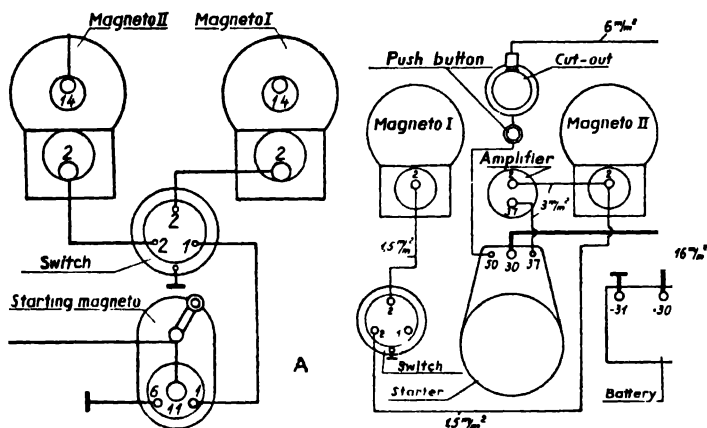 Magneto II
Magneto I
14
14
2
2
2
2
1
Switch
Starting magneto
6
11
1
A
6 m/m²
Push button
Cut-out
Magneto I
Magneto II
Amplifier
2
2
37
3 m/m²
1,5 m/m²
50
30
37
16 m/m²
2
2
1
Switch
Starter
-31
+30
Battery
1,5 m/m²